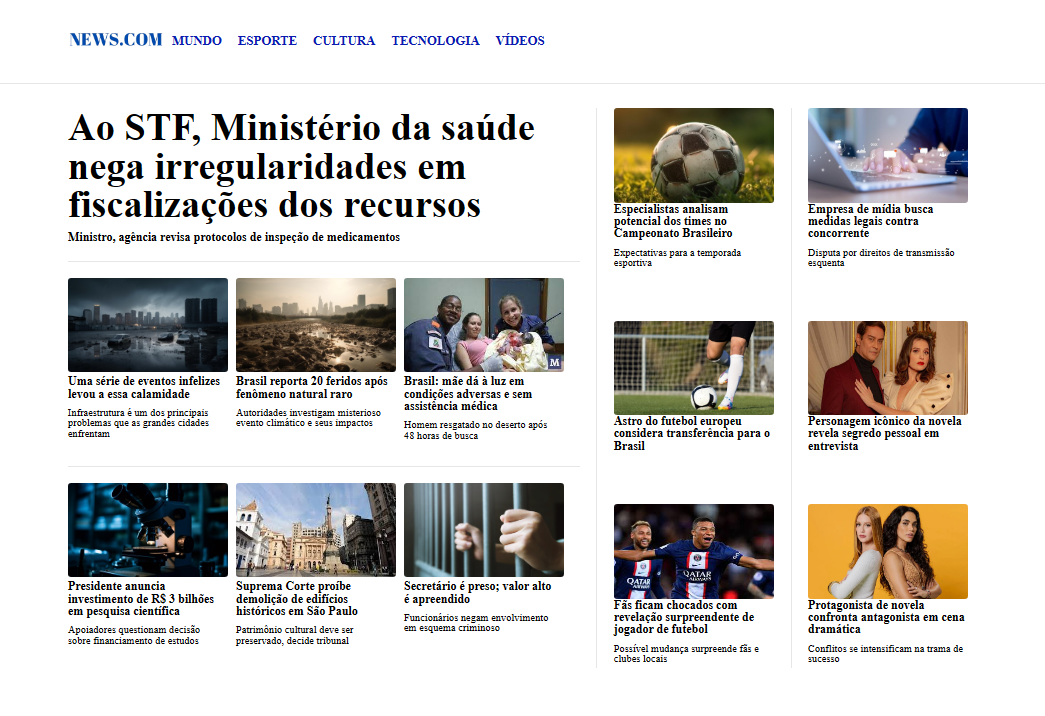 NEWS.COM MUNDO ESPORTE CULTURA TECNOLOGIA VÍDEOS
Ao STF, Ministério da saúde
nega irregularidades em
fiscalizações dos recursos
Ministro, agência revisa protocolos de inspeção de medicamentos
Uma série de eventos infelizes
levou a essa calamidade
Infraestrutura é um dos principais
problemas que as grandes cidades
enfrentam
Brasil reporta 20 feridos após
fenômeno natural raro
Autoridades investigam misterioso
evento climático e seus impactos
M
Brasil: mãe dá à luz em
condições adversas e sem
assistência médica
Homem resgatado no deserto após
48 horas de busca
Presidente anuncia
investimento de R$ 3 bilhões
em pesquisa científica
Apoiadores questionam decisão
sobre financiamento de estudos
Suprema Corte proíbe
demolição de edifícios
históricos em São Paulo
Patrimônio cultural deve ser
preservado, decide tribunal
Secretário é preso; valor alto
é apreendido
Funcionários negam envolvimento
em esquema criminoso
Especialistas analisam
potencial dos times no
Campeonato Brasileiro
Expectativas para a temporada
esportiva
Astro do futebol europeu
considera transferência para o
Brasil
QATAR
AIRWAYS
QATAR
AIRWAYS
Fãs ficam chocados com
revelação surpreendente de
jogador de futebol
Possível mudança surpreende fãs e
clubes locais
Empresa de mídia busca
medidas legais contra
concorrente
Disputa por direitos de transmissão
esquenta
Personagem icônico da novela
revela segredo pessoal em
entrevista
Protagonista de novela
confronta antagonista em cena
dramática
Conflitos se intensificam na trama de
sucesso